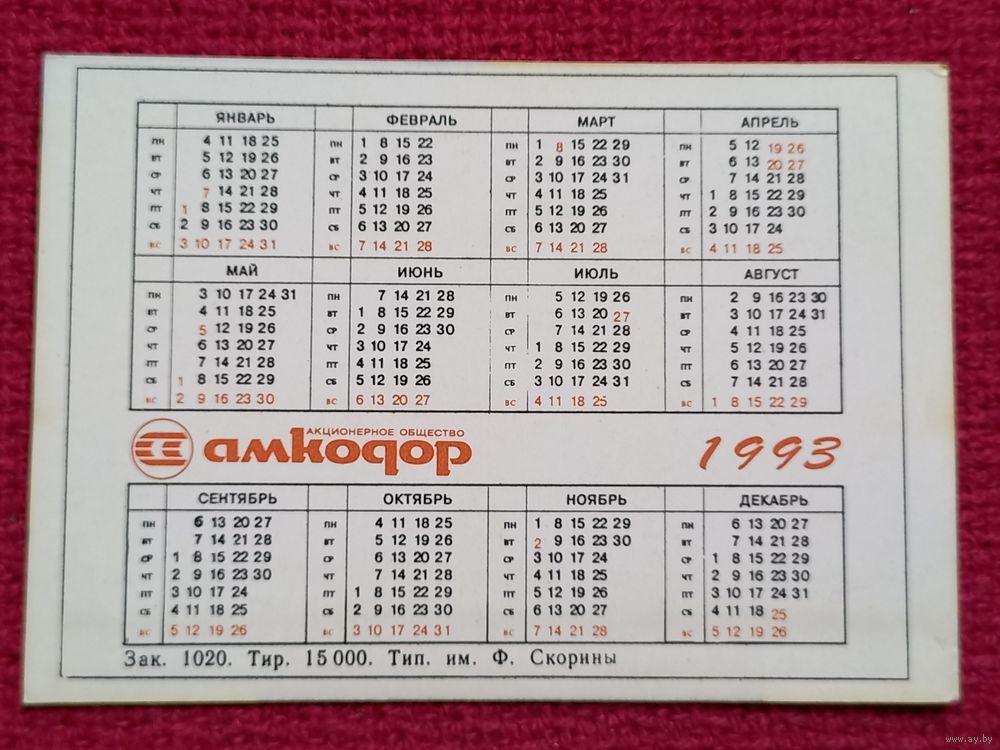 ЯНВАРЬ ФЕВРАЛЬ МАРТ АПРЕЛЬ
пн 4 11 18 25 пн 1 8 15 22 пн 1 8 15 22 29 пн 5 12 19 26
вт 5 12 19 26 вт 2 9 16 23 вт 2 9 16 23 30 вт 6 13 20 27
ср 6 13 20 27 ср 3 10 17 24 ср 3 10 17 24 31 ср 7 14 21 28
чт 7 14 21 28 чт 4 11 18 25 чт 4 11 18 25 чт 1 8 15 22 29
пт 1 8 15 22 29 пт 5 12 19 26 пт 5 12 19 26 пт 2 9 16 23 30
сб 2 9 16 23 30 сб 6 13 20 27 сб 6 13 20 27 сб 3 10 17 24
вс 3 10 17 24 31 вс 7 14 21 28 вс 7 14 21 28 вс 4 11 18 25
МАЙ ИЮНЬ ИЮЛЬ АВГУСТ
пн 3 10 17 24 31 пн 7 14 21 28 пн 5 12 19 26 пн 2 9 16 23 30
вт 4 11 18 25 вт 1 8 15 22 29 вт 6 13 20 27 вт 3 10 17 24 31
ср 5 12 19 26 ср 2 9 16 23 30 ср 7 14 21 28 ср 4 11 18 25
чт 6 13 20 27 чт 3 10 17 24 чт 1 8 15 22 29 чт 5 12 19 26
пт 7 14 21 28 пт 4 11 18 25 пт 2 9 16 23 30 пт 6 13 20 27
сб 1 8 15 22 29 сб 5 12 19 26 сб 3 10 17 24 31 сб 7 14 21 28
вс 2 9 16 23 30 вс 6 13 20 27 вс 4 11 18 25 вс 1 8 15 22 29
АКЦИОНЕРНОЕ ОБЩЕСТВО
амкодор 1993
СЕНТЯБРЬ ОКТЯБРЬ НОЯБРЬ ДЕКАБРЬ
пн 6 13 20 27 пн 4 11 18 25 пн 1 8 15 22 29 пн 6 13 20 27
вт 7 14 21 28 вт 5 12 19 26 вт 2 9 16 23 30 вт 7 14 21 28
ср 1 8 15 22 29 ср 6 13 20 27 ср 3 10 17 24 ср 1 8 15 22 29
чт 2 9 16 23 30 чт 7 14 21 28 чт 4 11 18 25 чт 2 9 16 23 30
пт 3 10 17 24 пт 1 8 15 22 29 пт 5 12 19 26 пт 3 10 17 24 31
сб 4 11 18 25 сб 2 9 16 23 30 сб 6 13 20 27 сб 4 11 18 25
вс 5 12 19 26 вс 3 10 17 24 31 вс 7 14 21 28 вс 5 12 19 26
Зак. 1020. Тир. 15 000. Тип. им. Ф. Скорины
www.ay.by